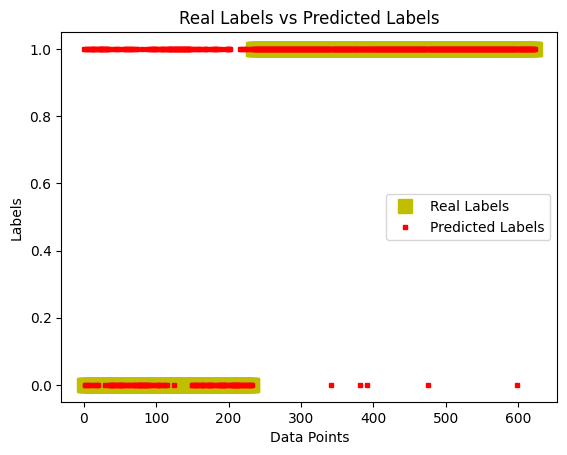 Real Labels vs Predicted Labels
1.0
0.8
0.6
0.4
0.2
0.0
Labels
Real Labels
Predicted Labels
0 100 200 300 400 500 600
Data Points